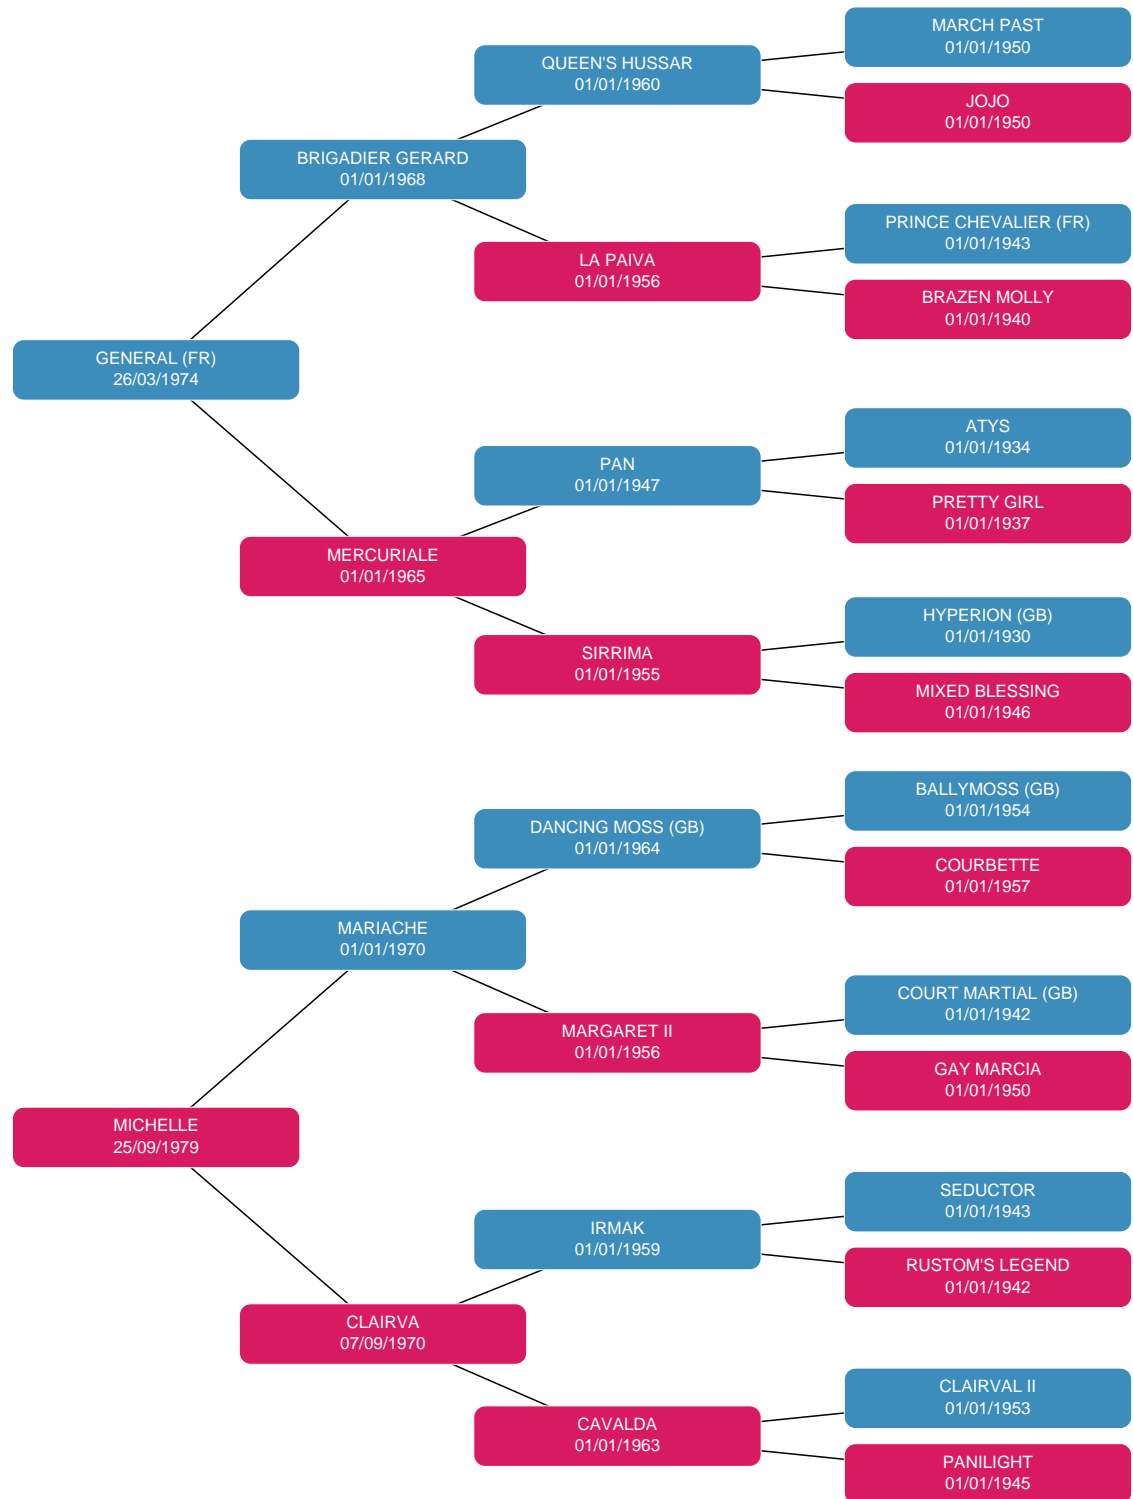 MARCH PAST
01/01/1950
QUEEN'S HUSSAR
01/01/1960
JOJO
01/01/1950
BRIGADIER GERARD
01/01/1968
PRINCE CHEVALIER (FR)
01/01/1943
LA PAIVA
01/01/1956
BRAZEN MOLLY
01/01/1940
GENERAL (FR)
26/03/1974
ATYS
01/01/1934
PAN
01/01/1947
PRETTY GIRL
01/01/1937
MERCURIALE
01/01/1965
HYPERION (GB)
01/01/1930
SIRRIMA
01/01/1955
MIXED BLESSING
01/01/1946
BALLYMOSS (GB)
01/01/1954
DANCING MOSS (GB)
01/01/1964
COURBETTE
01/01/1957
MARIACHE
01/01/1970
COURT MARTIAL (GB)
01/01/1942
MARGARET II
01/01/1956
GAY MARCIA
01/01/1950
MICHELLE
25/09/1979
SEDUCTOR
01/01/1943
IRMAK
01/01/1959
RUSTOM'S LEGEND
01/01/1942
CLAIRVA
07/09/1970
CLAIRVAL II
01/01/1953
CAVALDA
01/01/1963
PANILIGHT
01/01/1945